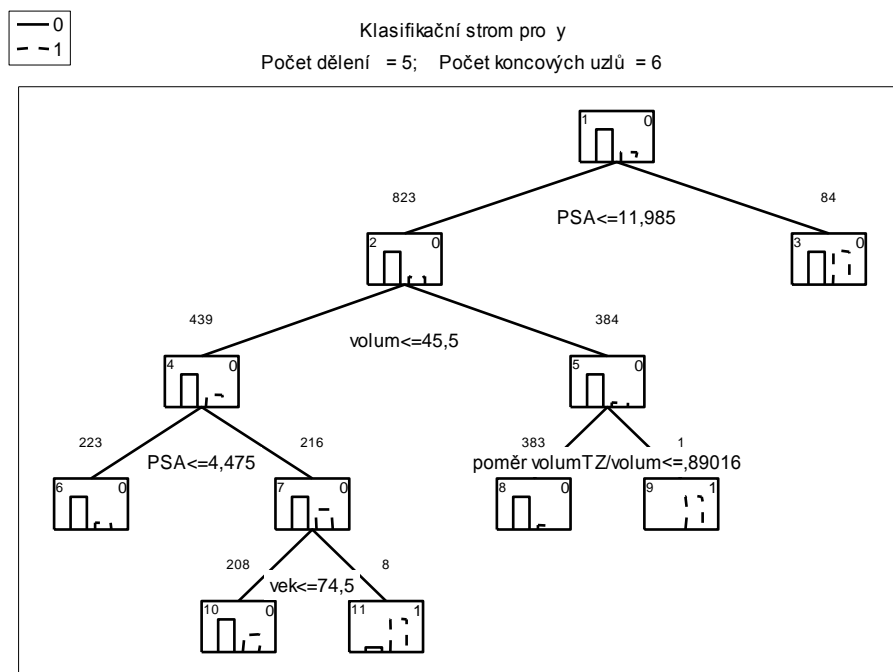 0
1
Klasifikační strom pro y
Počet dělení = 5; Počet koncových uzlů = 6
1 0
823 84
PSA<=11,985
2 0
3 0
439 384
volum<=45,5
4 0
5 0
223 216 383 1
PSA<=4,475
poměr volumTZ/volum<=,89016
6 0
7 0
8 0
9 1
208 8
vek<=74,5
10 0
11 1